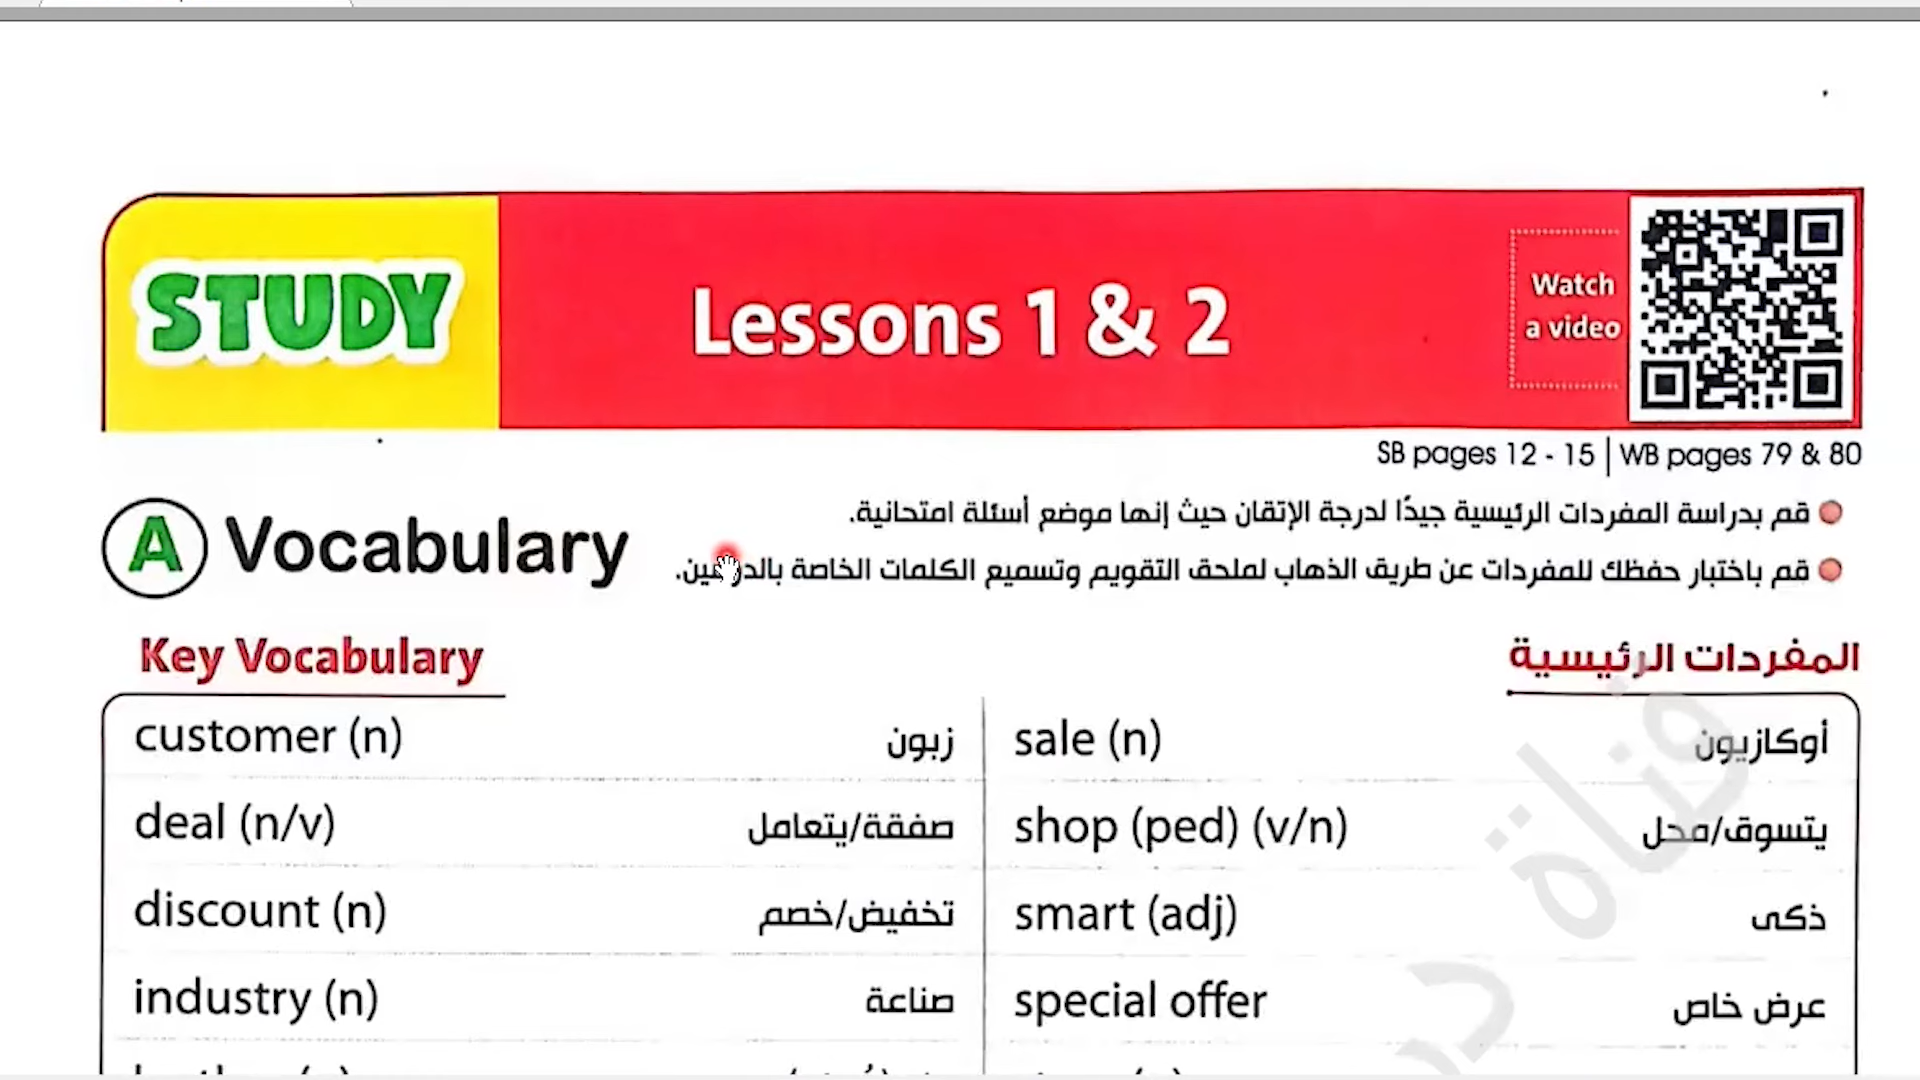 STUDY
Lessons 1 & 2
Watch
a video
SB pages 12 - 15 | WB pages 79 & 80
A Vocabulary
قم بدراسة المفردات الرئيسية جيدًا لدرجة الإتقان حيث إنها موضع أسئلة امتحانية.
قم باختبار حفظك للمفردات عن طريق الذهاب لملحق التقويم وتسميع الكلمات الخاصة
Key Vocabulary
المفردات الرئيسية
customer (n) زبون
sale (n) أوكازيون
deal (n/v) صفقة/يتعامل
shop (ped) (v/n) يتسوق/محل
discount (n) تخفيض/خصم
smart (adj) ذكى
industry (n) صناعة
special offer عرض خاص
قناة